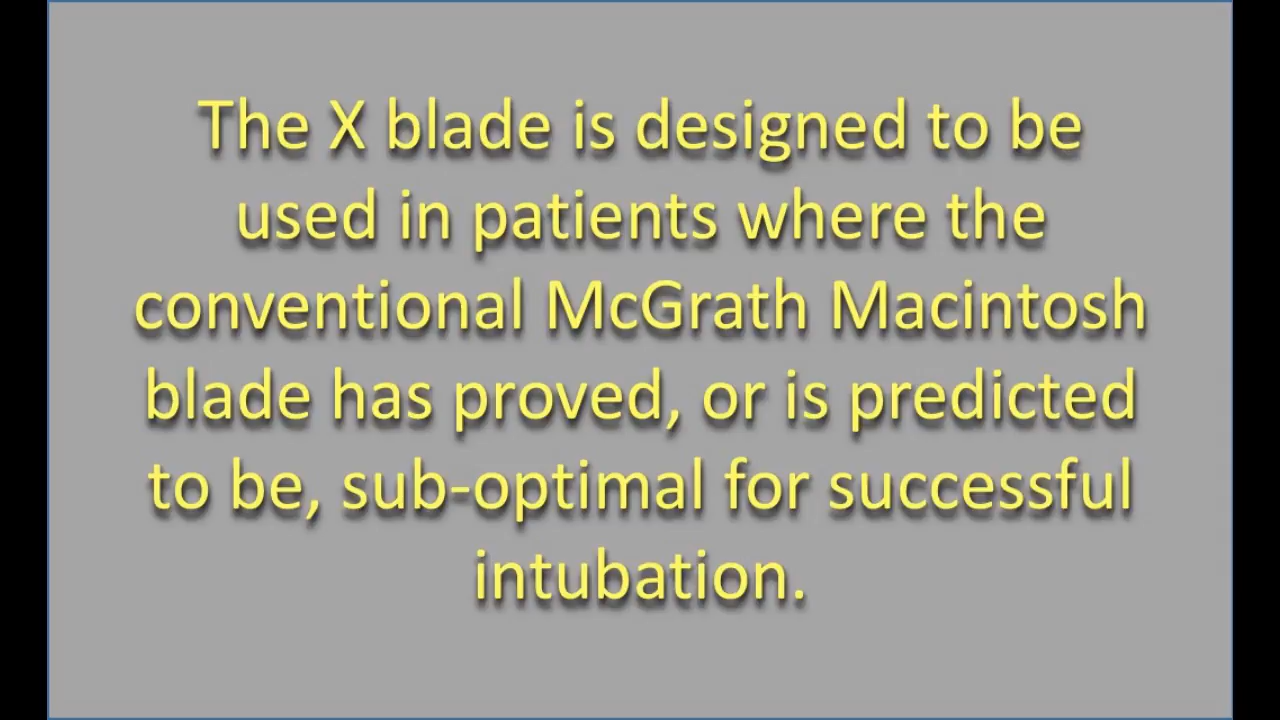 The X blade is designed to be
used in patients where the
conventional McGrath Macintosh
blade has proved, or is predicted
to be, sub-optimal for successful
intubation.